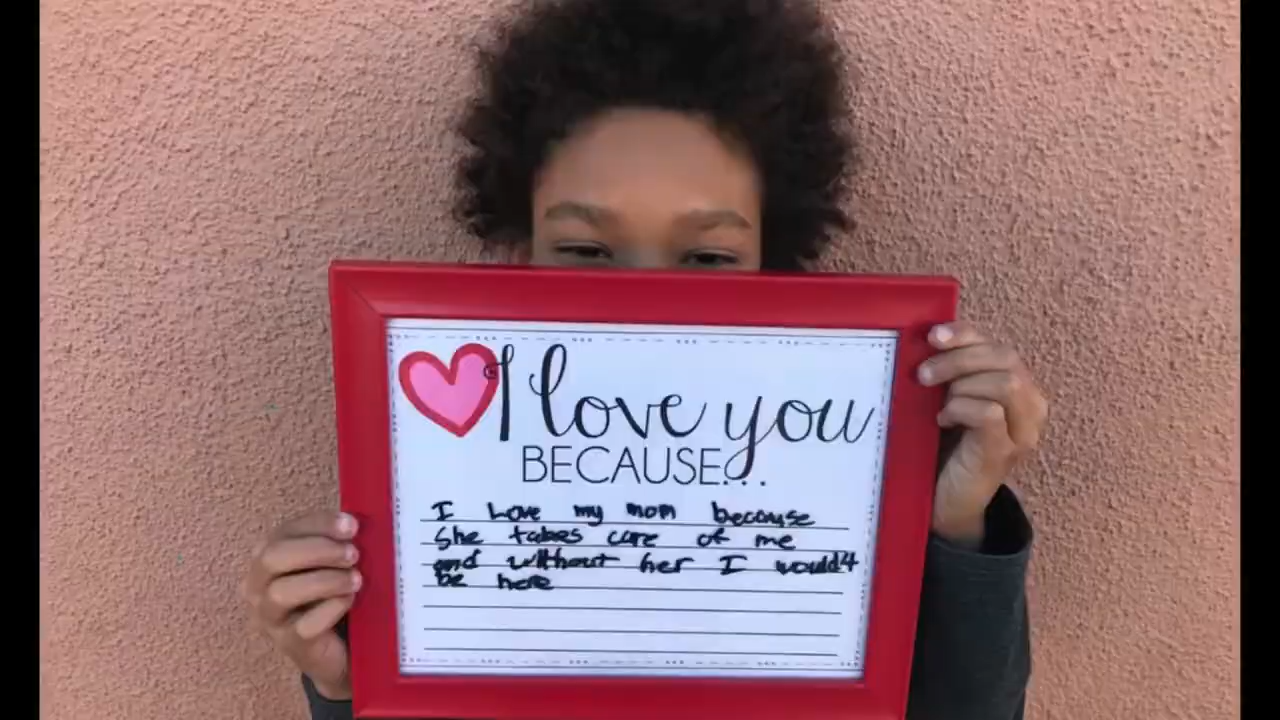 I love you
BECAUSE...
I Love my mom because
She takes care of me
and without her I would't
be here